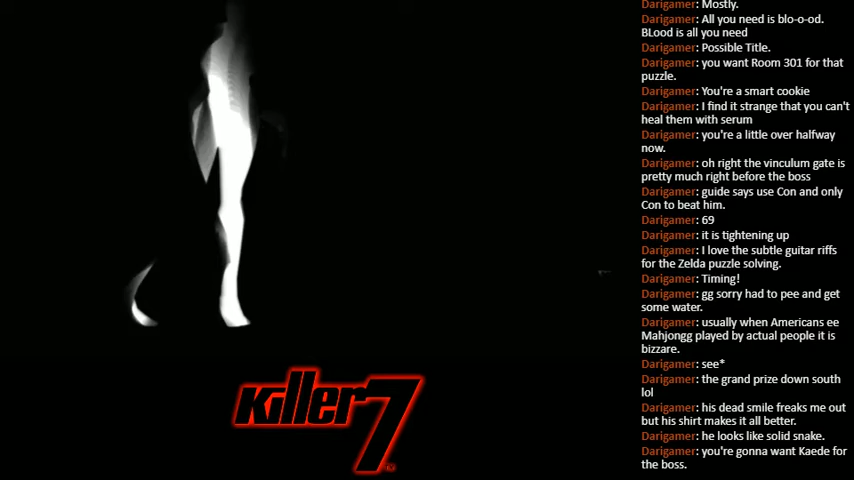 Darigamer: Mostly.
Darigamer: All you need is blo-o-od.
BLood is all you need
Darigamer: Possible Title.
Darigamer: you want Room 301 for that
puzzle.
Darigamer: You're a smart cookie
Darigamer: I find it strange that you can't
heal them with serum
Darigamer: you're a little over halfway
now.
Darigamer: oh right the vinculum gate is
pretty much right before the boss
Darigamer: guide says use Con and only
Con to beat him.
Darigamer: 69
Darigamer: it is tightening up
Darigamer: I love the subtle guitar riffs
for the Zelda puzzle solving.
Darigamer: Timing!
Darigamer: gg sorry had to pee and get
some water.
Darigamer: usually when Americans ee
Mahjongg played by actual people it is
bizzare.
Darigamer: see*
Darigamer: the grand prize down south
lol
Darigamer: his dead smile freaks me out
but his shirt makes it all better.
Darigamer: he looks like solid snake.
Darigamer: you're gonna want Kaede for
the boss.
killer7